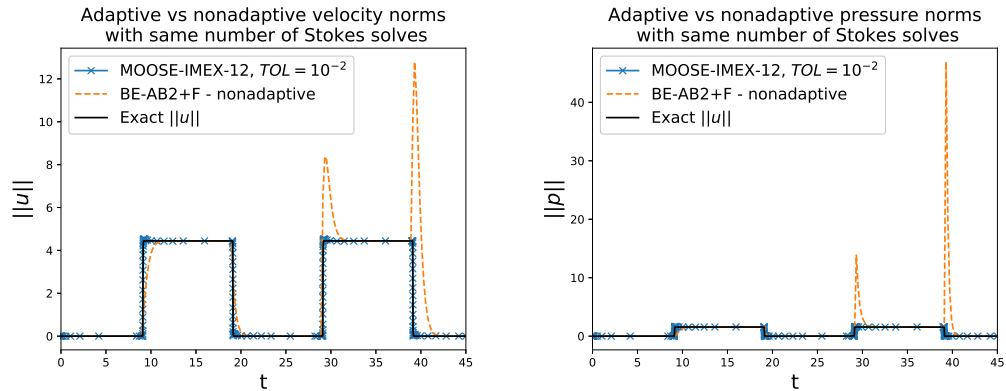 Adaptive vs nonadaptive velocity norms
with same number of Stokes solves
MOOSE-IMEX-12, TOL = 10^{-2}
BE-AB2+F - nonadaptive
Exact ||u||
||u||
12
10
8
6
4
2
0
0 5 10 15 20 25 30 35 40 45
t
Adaptive vs nonadaptive pressure norms
with same number of Stokes solves
MOOSE-IMEX-12, TOL = 10^{-2}
BE-AB2+F - nonadaptive
Exact ||u||
||p||
40
30
20
10
0
0 5 10 15 20 25 30 35 40 45
t